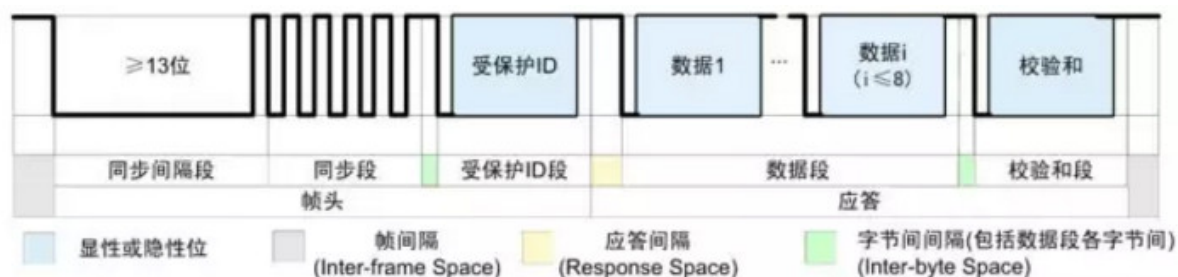 ≥13位 受保护ID 数据1 ... 数据i 校验和
(i≤8)
同步间隔段 同步段 受保护ID段 数据段 校验和段
帧头 应答
显性或隐性位 帧间隔 应答间隔 字节间间隔(包括数据段各字节间)
(Inter-frame Space) (Response Space) (Inter-byte Space)